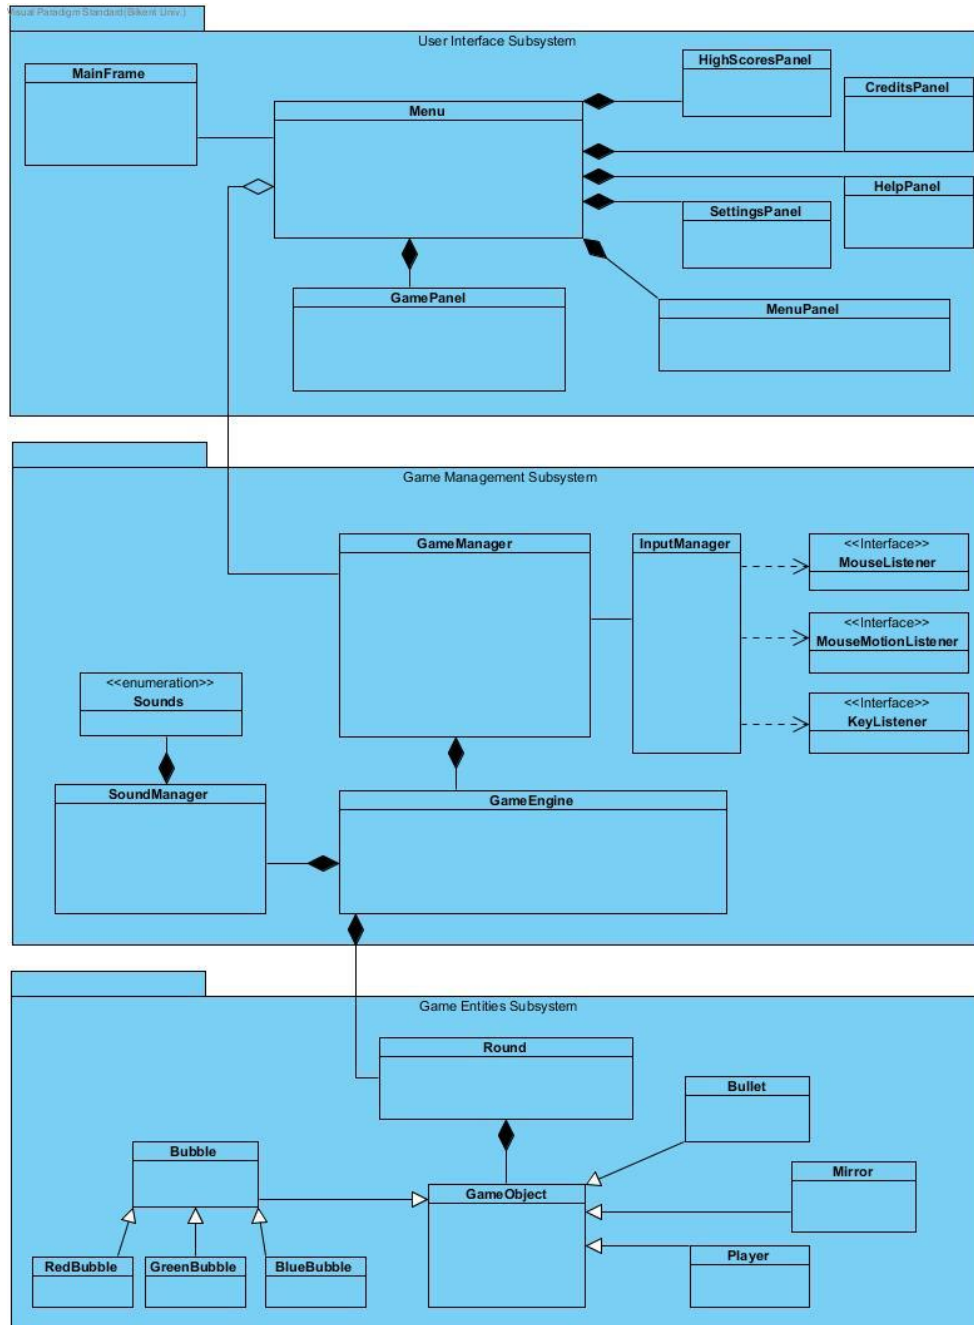 Visual Paradigm Standard(Bilkent Univ.)
User Interface Subsystem
MainFrame
Menu
HighScoresPanel
CreditsPanel
HelpPanel
SettingsPanel
GamePanel
MenuPanel
Game Management Subsystem
GameManager
InputManager
<<Interface>>
MouseListener
<<Interface>>
MouseMotionListener
<<enumeration>>
Sounds
<<Interface>>
KeyListener
SoundManager
GameEngine
Game Entities Subsystem
Round
Bullet
Bubble
Mirror
GameObject
Player
RedBubble
GreenBubble
BlueBubble